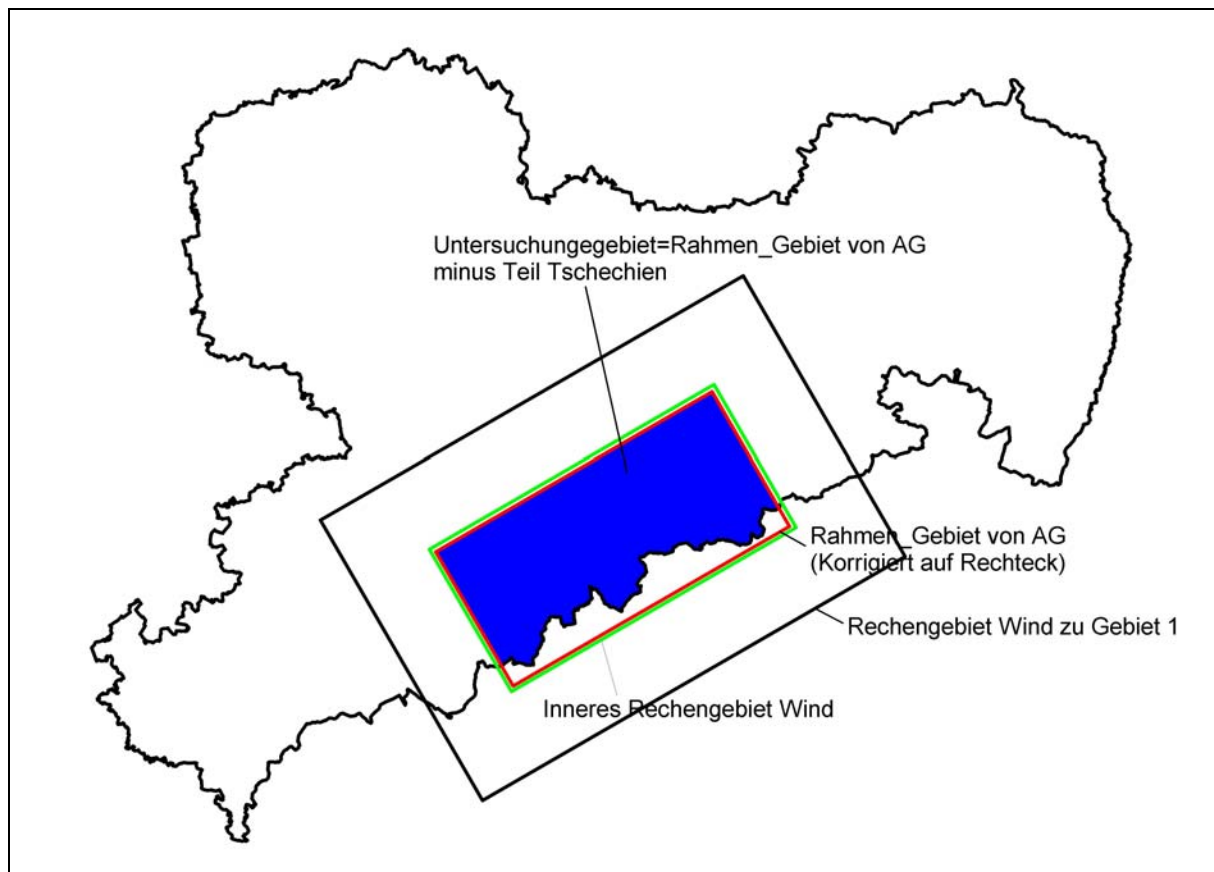 Untersuchungegebiet=Rahmen_Gebiet von AG
minus Teil Tschechien
Rahmen_Gebiet von AG
(Korrigiert auf Rechteck)
Rechengebiet Wind zu Gebiet 1
Inneres Rechengebiet Wind